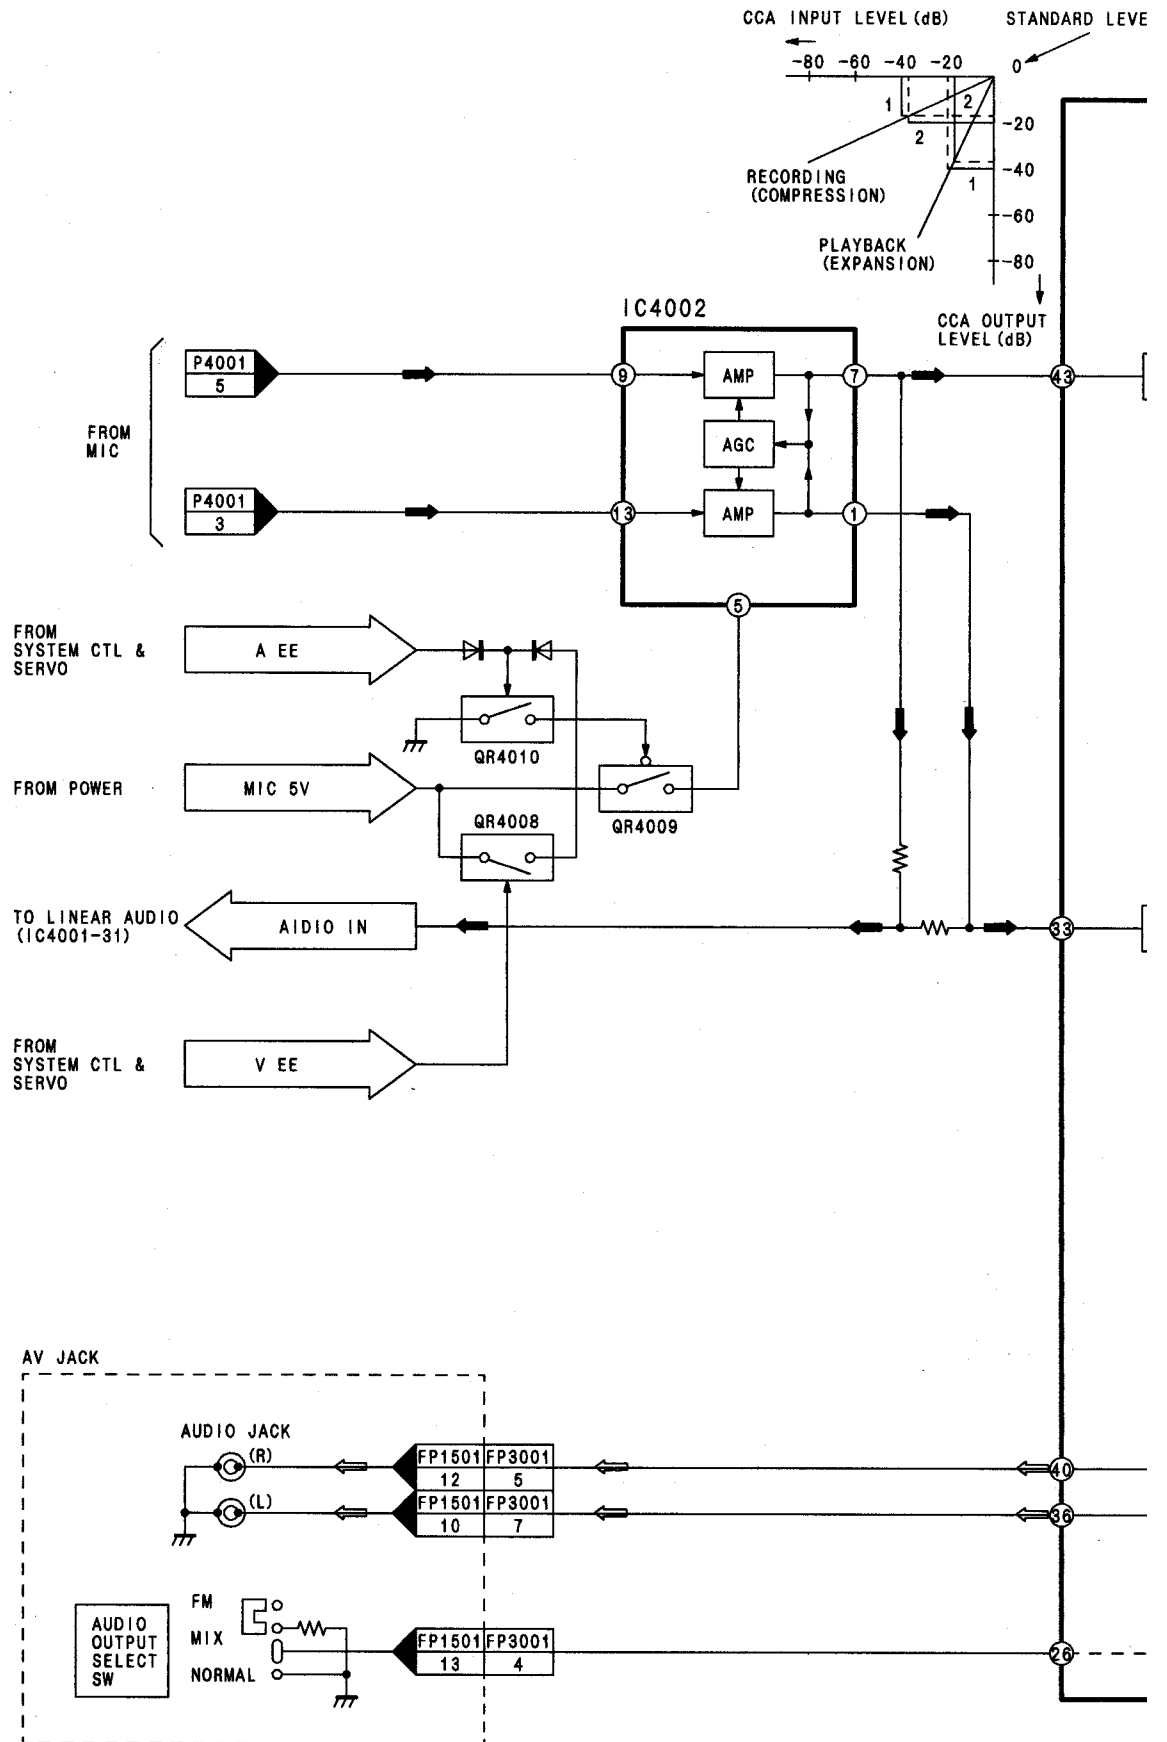 CCA INPUT LEVEL(dB)
STANDARD LEVE
-80 -60 -40 -20
0
1
2
2
1
-20
-40
-60
-80
RECORDING
(COMPRESSION)
PLAYBACK
(EXPANSION)
CCA OUTPUT
LEVEL(dB)
IC4002
P4001
5
9
AMP
7
43
FROM
MIC
AGC
P4001
3
13
AMP
1
5
FROM
SYSTEM CTL &
SERVO
A EE
QR4010
FROM POWER
MIC 5V
QR4008
QR4009
TO LINEAR AUDIO
(IC4001-31)
AIDIO IN
33
FROM
SYSTEM CTL &
SERVO
V EE
AV JACK
AUDIO JACK
(R)
FP1501 FP3001
12 5
40
(L)
FP1501 FP3001
10 7
36
AUDIO
OUTPUT
SELECT
SW
FM
MIX
NORMAL
FP1501 FP3001
13 4
26